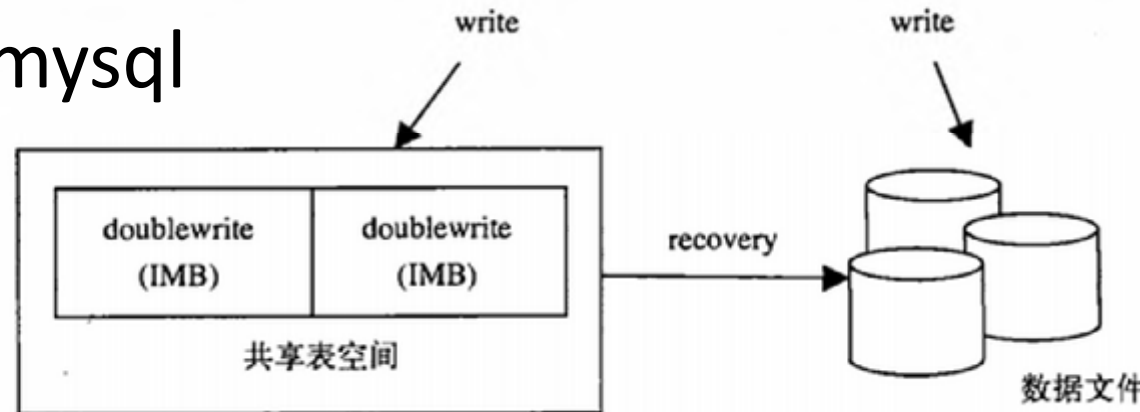 write
write
mysql
doublewrite
(IMB)
doublewrite
(IMB)
recovery
共享表空间
数据文件